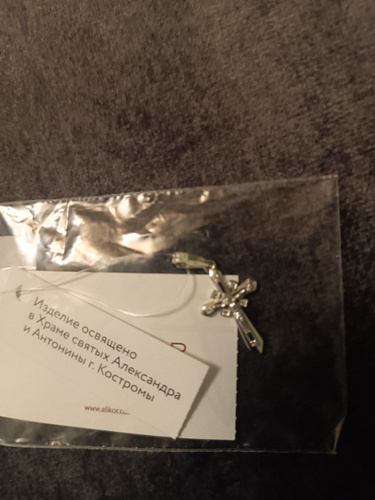 Изделие освящено
в Храме святых Александра
и Антонины г. Костромы